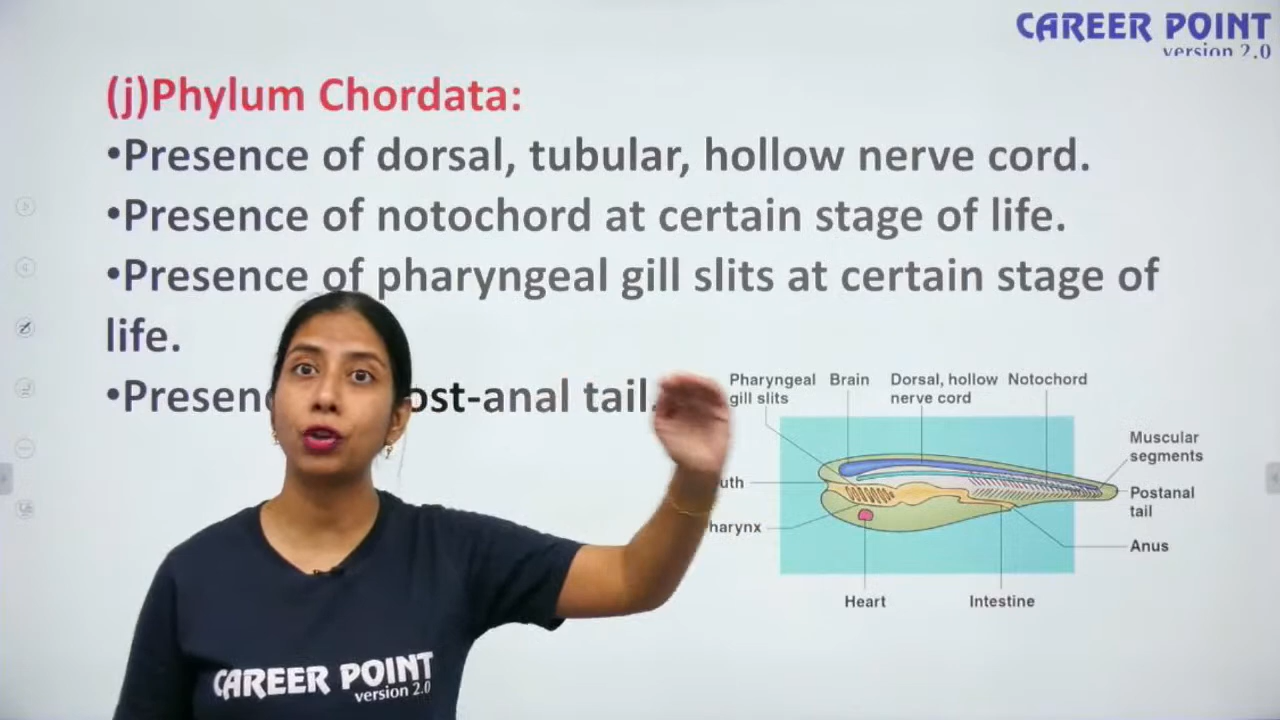 CAREER POINT
version 2.0
(j)Phylum Chordata:
•Presence of dorsal, tubular, hollow nerve cord.
•Presence of notochord at certain stage of life.
•Presence of pharyngeal gill slits at certain stage of
life.
•Presen ost-anal tail.
Pharyngeal
gill slits
Brain
Dorsal, hollow
nerve cord
Notochord
Muscular
segments
uth
Postanal
tail
harynx
Anus
Heart
Intestine
CAREER POINT
version 2.0